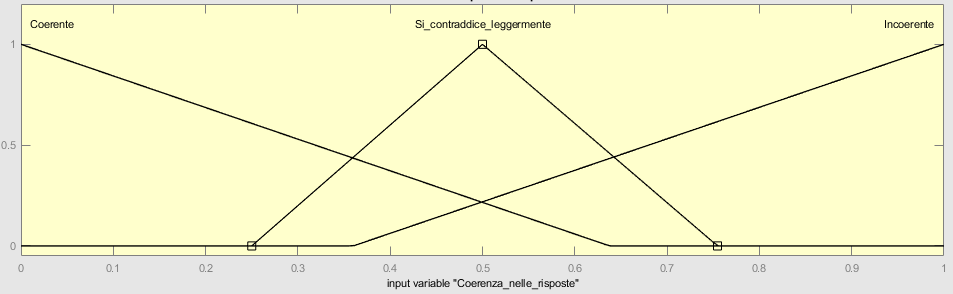 Coerente Si_contraddice_leggermente Incoerente
1
0.5
0
0 0.1 0.2 0.3 0.4 0.5 0.6 0.7 0.8 0.9 1
input variable "Coerenza_nelle_risposte"